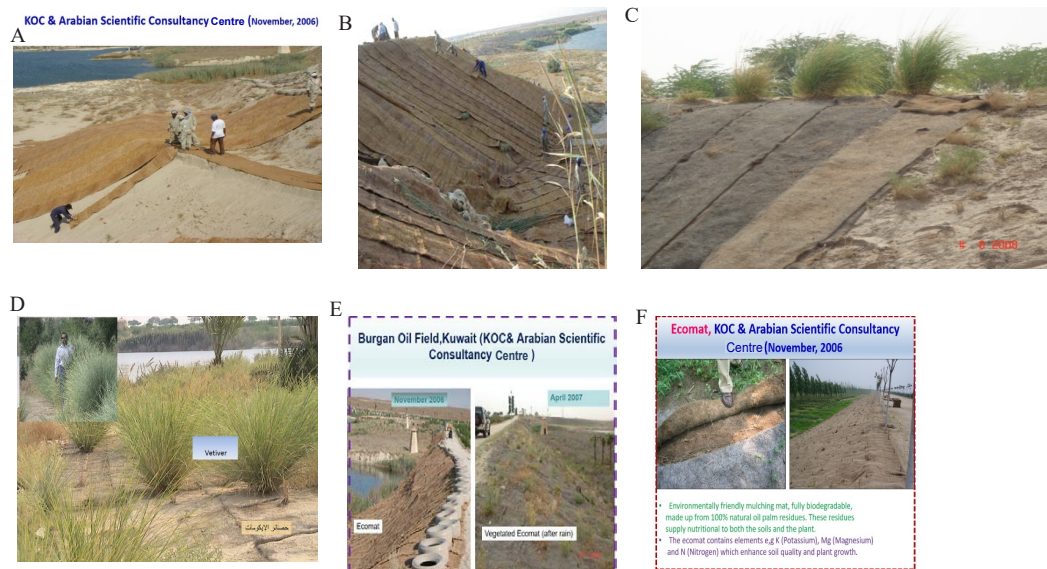 KOC & Arabian Scientific Consultancy Centre (November, 2006)
A
B
C
2008
D
Vetiver
E
Burgan Oil Field,Kuwait (KOC& Arabian Scientific
Consultancy Centre )
November 2006
April 2007
Ecomat
Vegetated Ecomat (after rain)
F
Ecomat, KOC & Arabian Scientific Consultancy
Centre (November, 2006
• Environmentally friendly mulching mat, fully biodegradable,
made up from 100% natural oil palm residues. These residues
supply nutritional to both the soils and the plant.
• The ecomat contains elements e,g K (Potassium), Mg (Magnesium)
and N (Nitrogen) which enhance soil quality and plant growth.